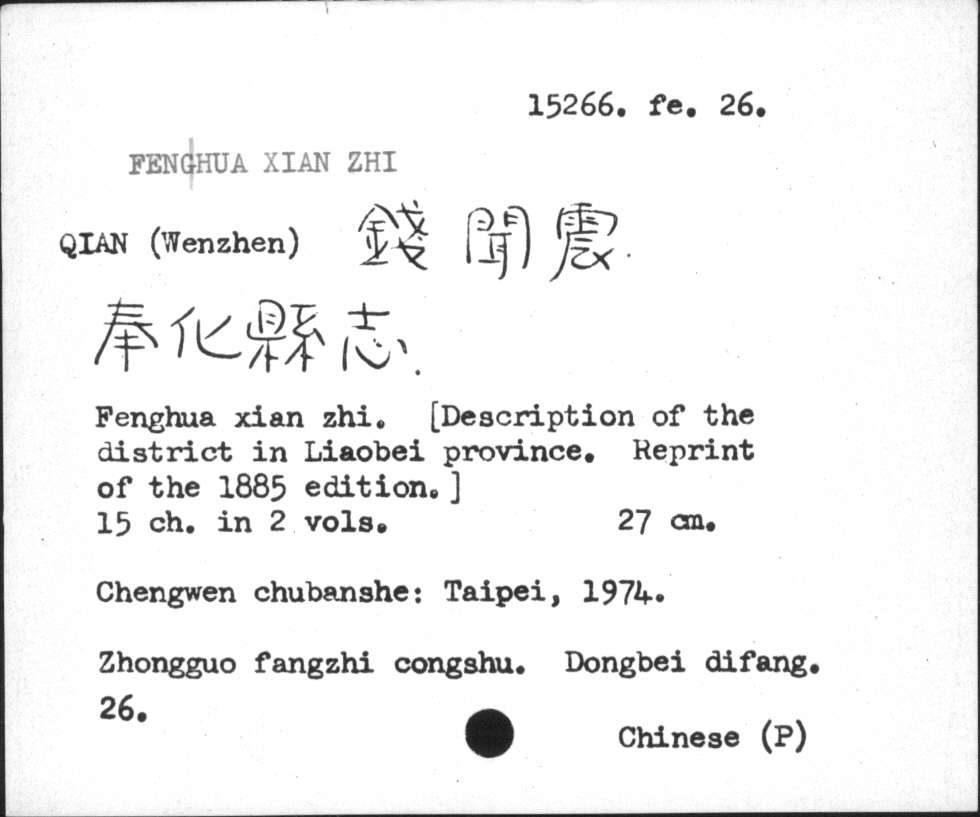 15266. fe. 26.
FENGHUA XIAN ZHI
QIAN (Wenzhen) 錢聞震.
奉化縣志.
Fenghua xian zhi. [Description of the
district in Liaobei province. Reprint
of the 1885 edition.]
15 ch. in 2 vols. 27 cm.
Chengwen chubanshe: Taipei, 1974.
Zhongguo fangzhi congshu. Dongbei difang.
26.
Chinese (P)